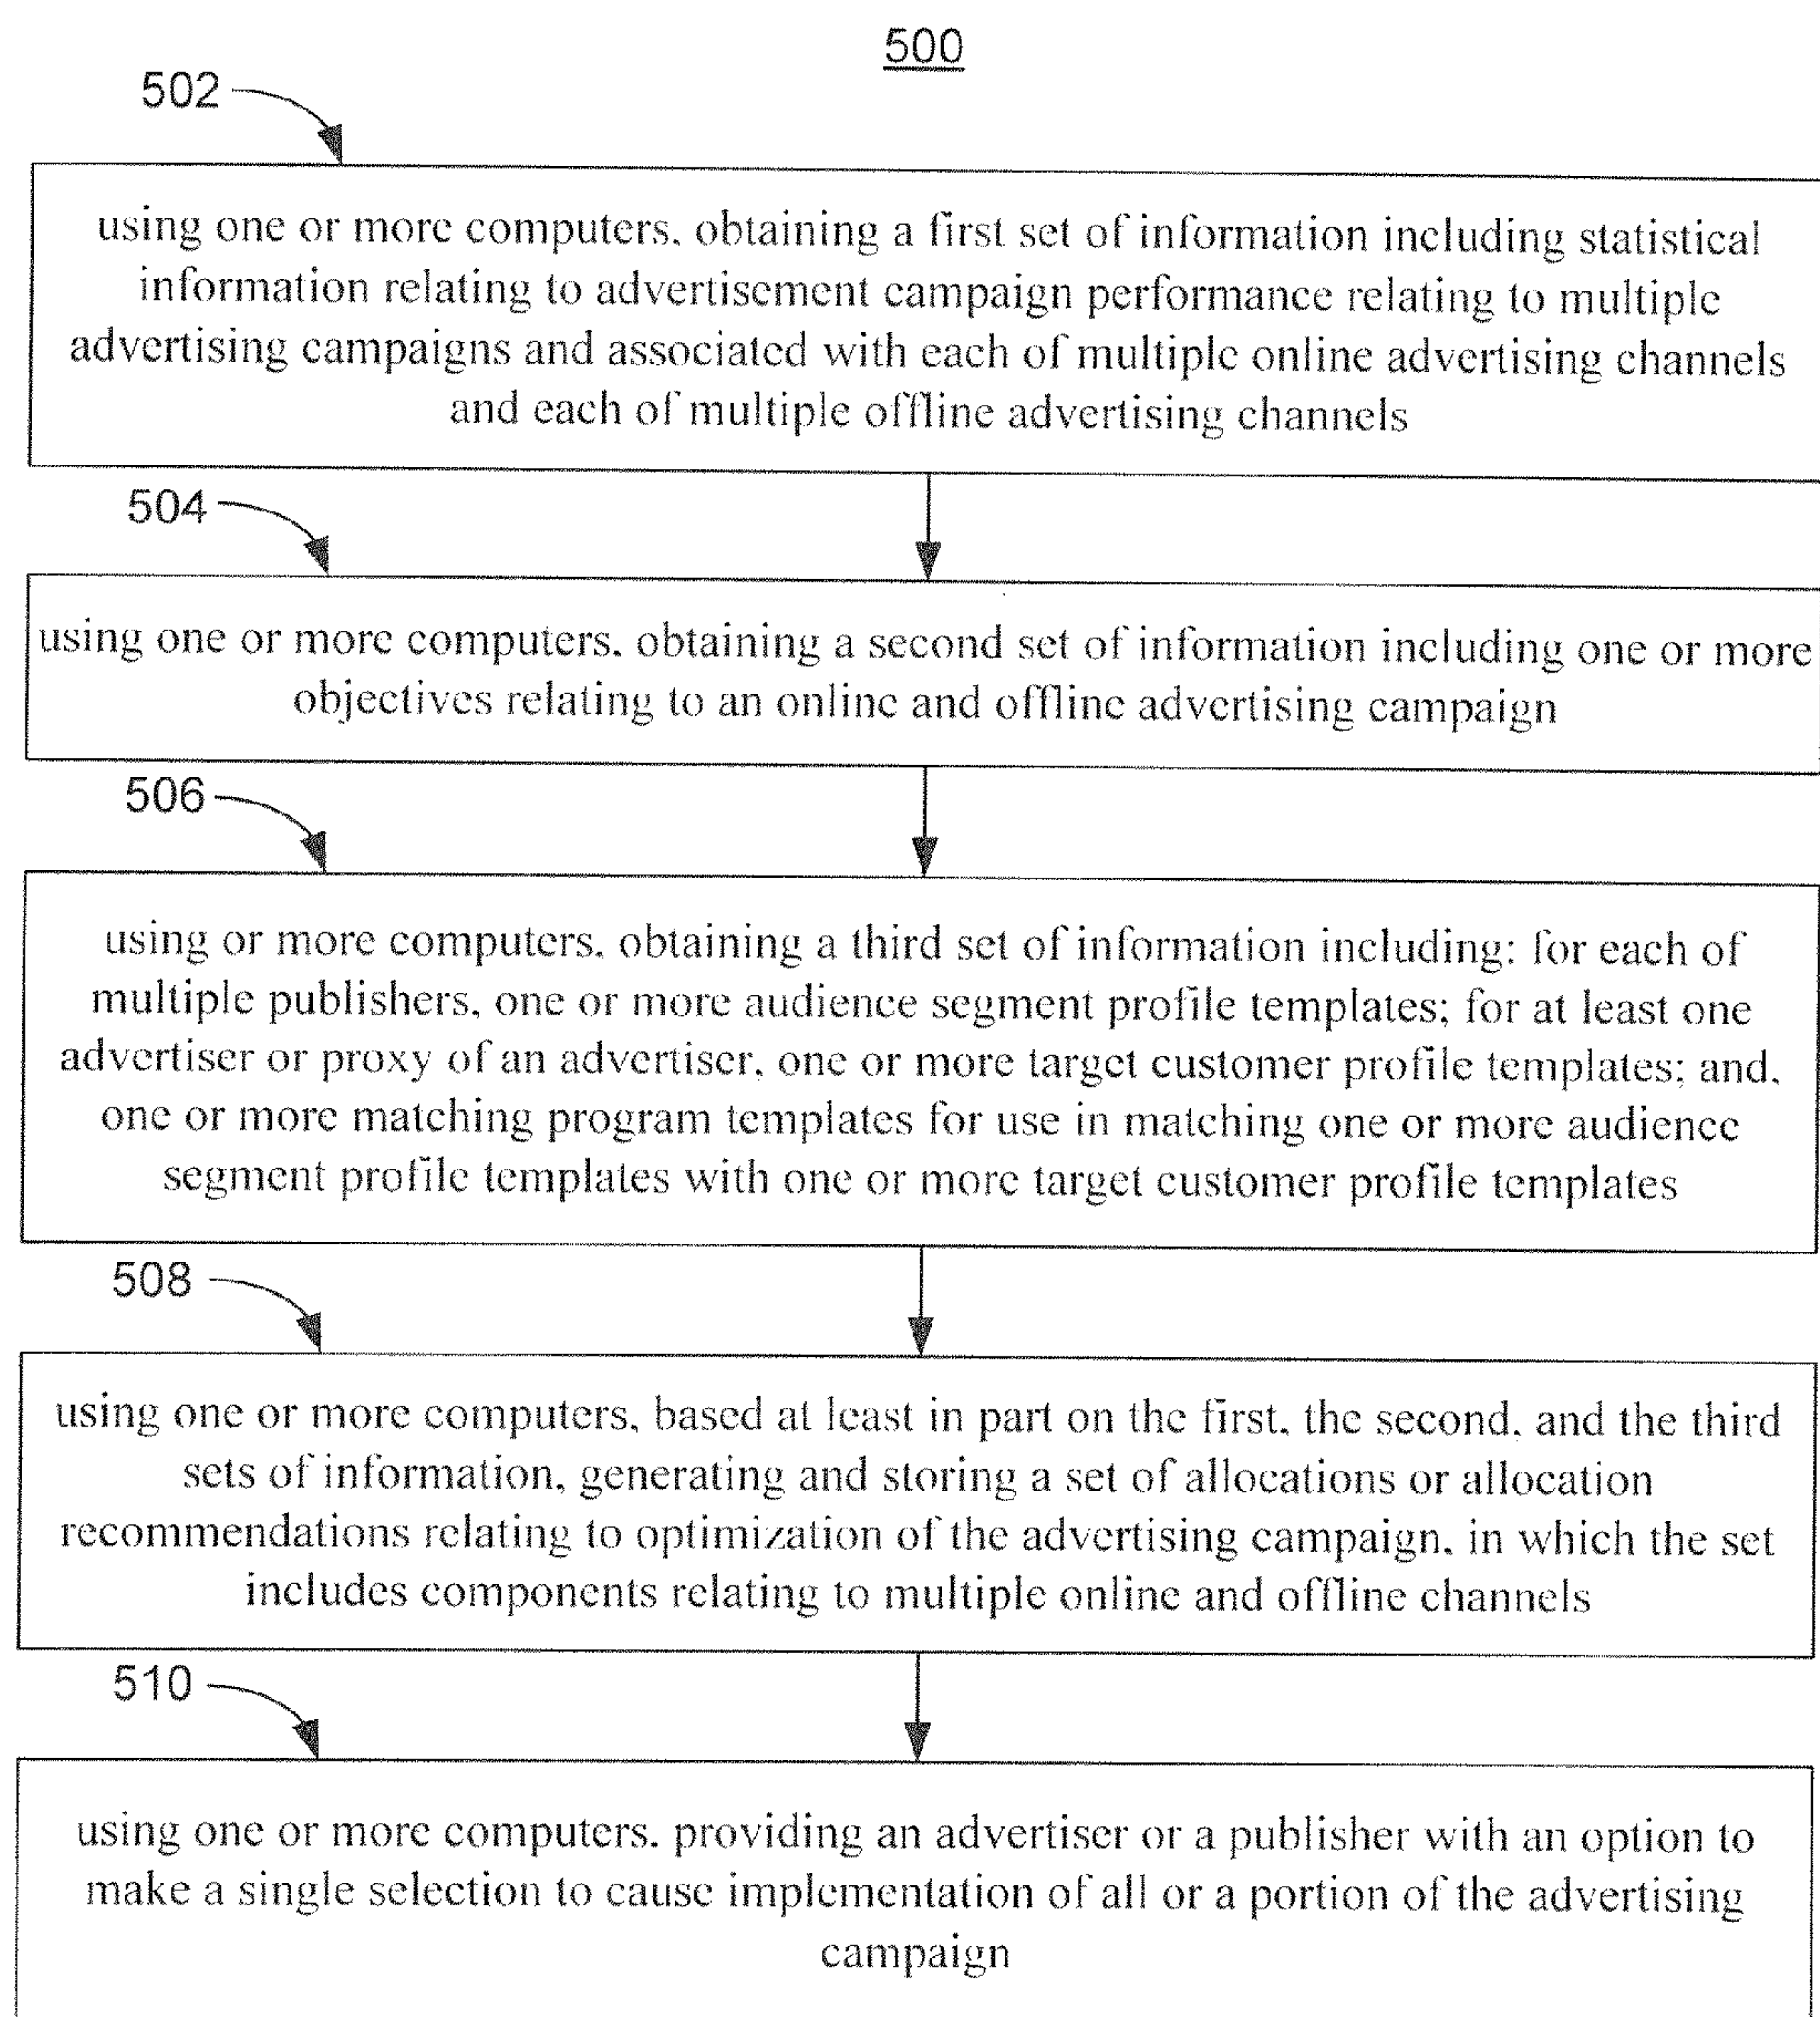 500
502
using one or more computers, obtaining a first set of information including statistical
information relating to advertisement campaign performance relating to multiple
advertising campaigns and associated with each of multiple online advertising channels
and each of multiple offline advertising channels
504
using one or more computers, obtaining a second set of information including one or more
objectives relating to an online and offline advertising campaign
506
using or more computers, obtaining a third set of information including: for each of
multiple publishers, one or more audience segment profile templates; for at least one
advertiser or proxy of an advertiser, one or more target customer profile templates; and,
one or more matching program templates for use in matching one or more audience
segment profile templates with one or more target customer profile templates
508
using one or more computers, based at least in part on the first, the second, and the third
sets of information, generating and storing a set of allocations or allocation
recommendations relating to optimization of the advertising campaign, in which the set
includes components relating to multiple online and offline channels
510
using one or more computers, providing an advertiser or a publisher with an option to
make a single selection to cause implementation of all or a portion of the advertising
campaign